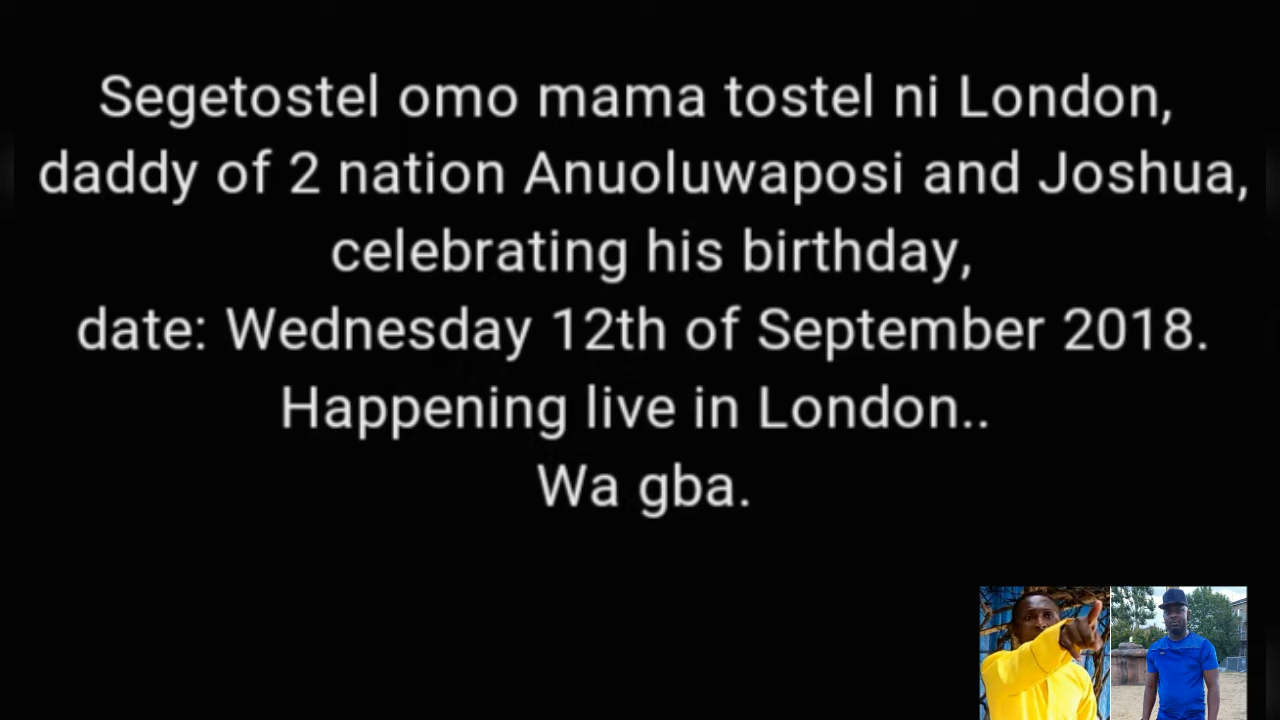 Segetostel omo mama tostel ni London,
daddy of 2 nation Anuoluwaposi and Joshua,
celebrating his birthday,
date: Wednesday 12th of September 2018.
Happening live in London..
Wa gba.